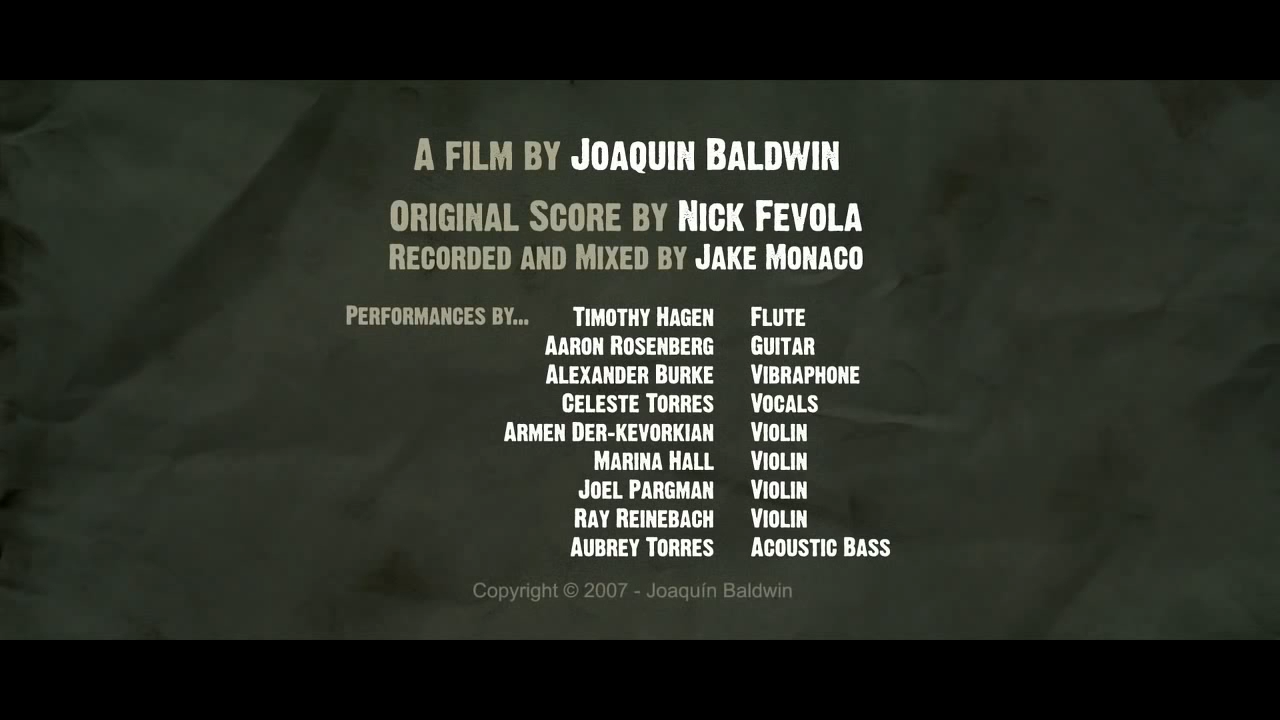 A FILM BY JOAQUIN BALDWIN
ORIGINAL SCORE BY NICK FEVOLA
RECORDED AND MIXED BY JAKE MONACO
PERFORMANCES BY... TIMOTHY HAGEN FLUTE
AARON ROSENBERG GUITAR
ALEXANDER BURKE VIBRAPHONE
CELESTE TORRES VOCALS
ARMEN DER-KEVORKIAN VIOLIN
MARINA HALL VIOLIN
JOEL PARGMAN VIOLIN
RAY REINEBACH VIOLIN
AUBREY TORRES ACOUSTIC BASS
Copyright © 2007 - Joaquín Baldwin